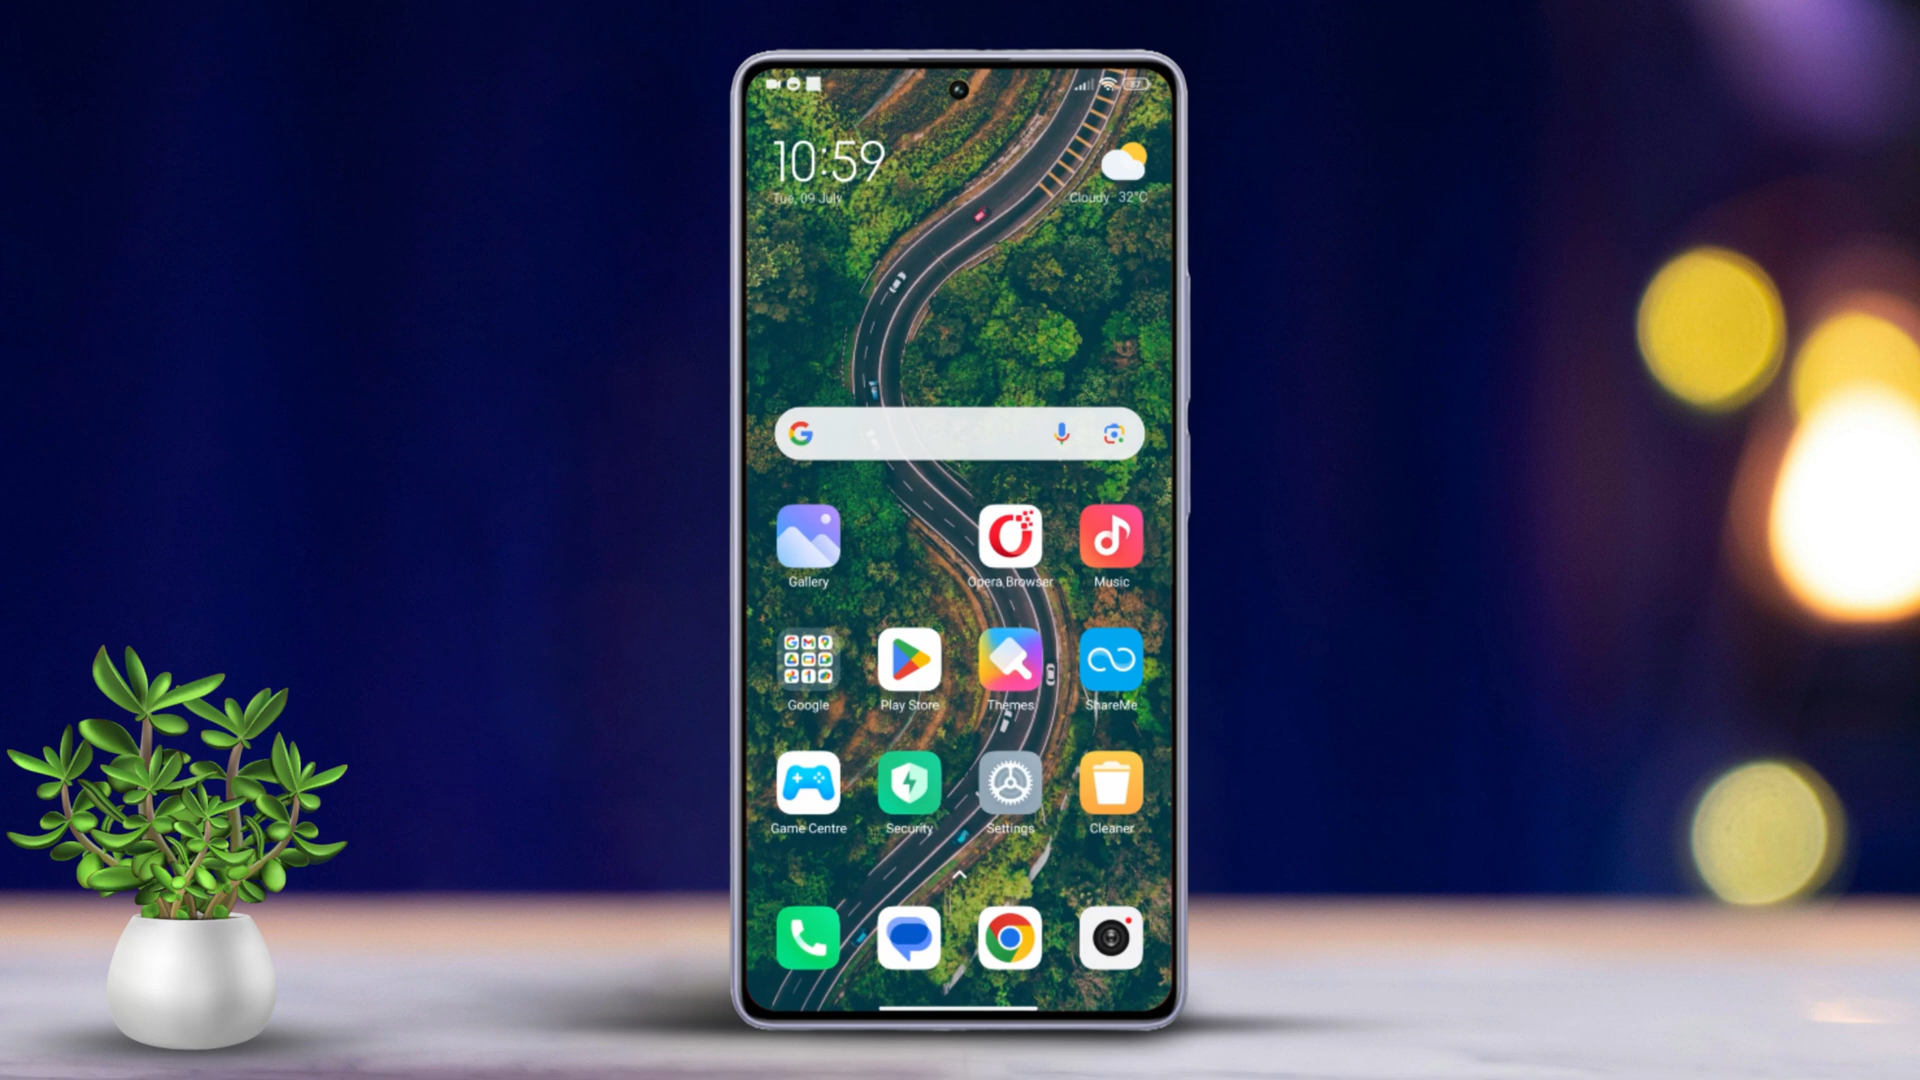 10:59
Tue, 09 July
Cloudy 32°C
Gallery
Opera Browser
Music
Google
Play Store
Themes
ShareMe
Game Centre
Security
Settings
Cleaner